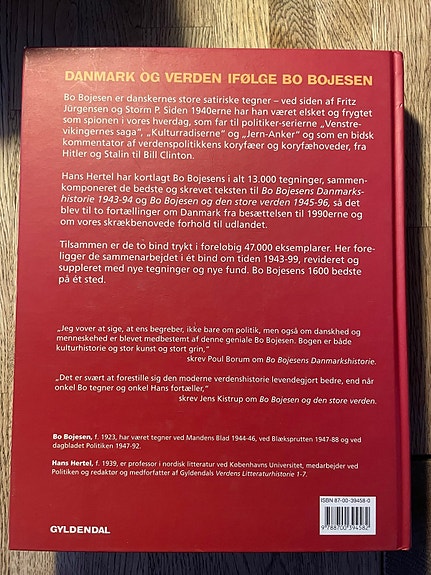 DANMARK OG VERDEN IFØLGE BO BOJESEN
Bo Bojesen er danskernes store satiriske tegner – ved siden af Fritz
Jürgensen og Storm P. Siden 1940erne har han været elsket og frygtet
som spionen i vores hverdag, som far til politiker-serierne „Venstre-
vikingernes saga", „Kulturradiserne" og „Jern-Anker" og som en bidsk
kommentator af verdenspolitikkens koryfæer og koryfæhoveder, fra
Hitler og Stalin til Bill Clinton.
Hans Hertel har kortlagt Bo Bojesens i alt 13.000 tegninger, sammen-
komponeret de bedste og skrevet teksten til Bo Bojesens Danmarks-
historie 1943-94 og Bo Bojesen og den store verden 1945-96, så det
blev til to fortællinger om Danmark fra besættelsen til 1990erne og
om vores skrækbenovede forhold til udlandet.
Tilsammen er de to bind trykt i foreløbig 47.000 eksemplarer. Her fore-
ligger de sammenarbejdet i ét bind om tiden 1943-99, revideret og
suppleret med nye tegninger og nye fund. Bo Bojesens 1600 bedste
på ét sted.
„Jeg vover at sige, at ens begreber, ikke bare om politik, men også om danskhed og
menneskehed er blevet medbestemt af denne geniale Bo Bojesen. Bogen er både
kulturhistorie og stor kunst og stort grin,"
skrev Poul Borum om Bo Bojesens Danmarkshistorie.
„Det er svært at forestille sig den moderne verdenshistorie levendegjort bedre, end når
onkel Bo tegner og onkel Hans fortæller,"
skrev Jens Kistrup om Bo Bojesen og den store verden.
Bo Bojesen, f. 1923, har været tegner ved Mandens Blad 1944-46, ved Blæksprutten 1947-88 og ved
dagbladet Politiken 1947-92.
Hans Hertel, f. 1939, er professor i nordisk litteratur ved Københavns Universitet, medarbejder ved
Politiken og redaktør og medforfatter af Gyldendals Verdens Litteraturhistorie 1-7.
ISBN 87-00-39458-0
9 788700 394582
GYLDENDAL